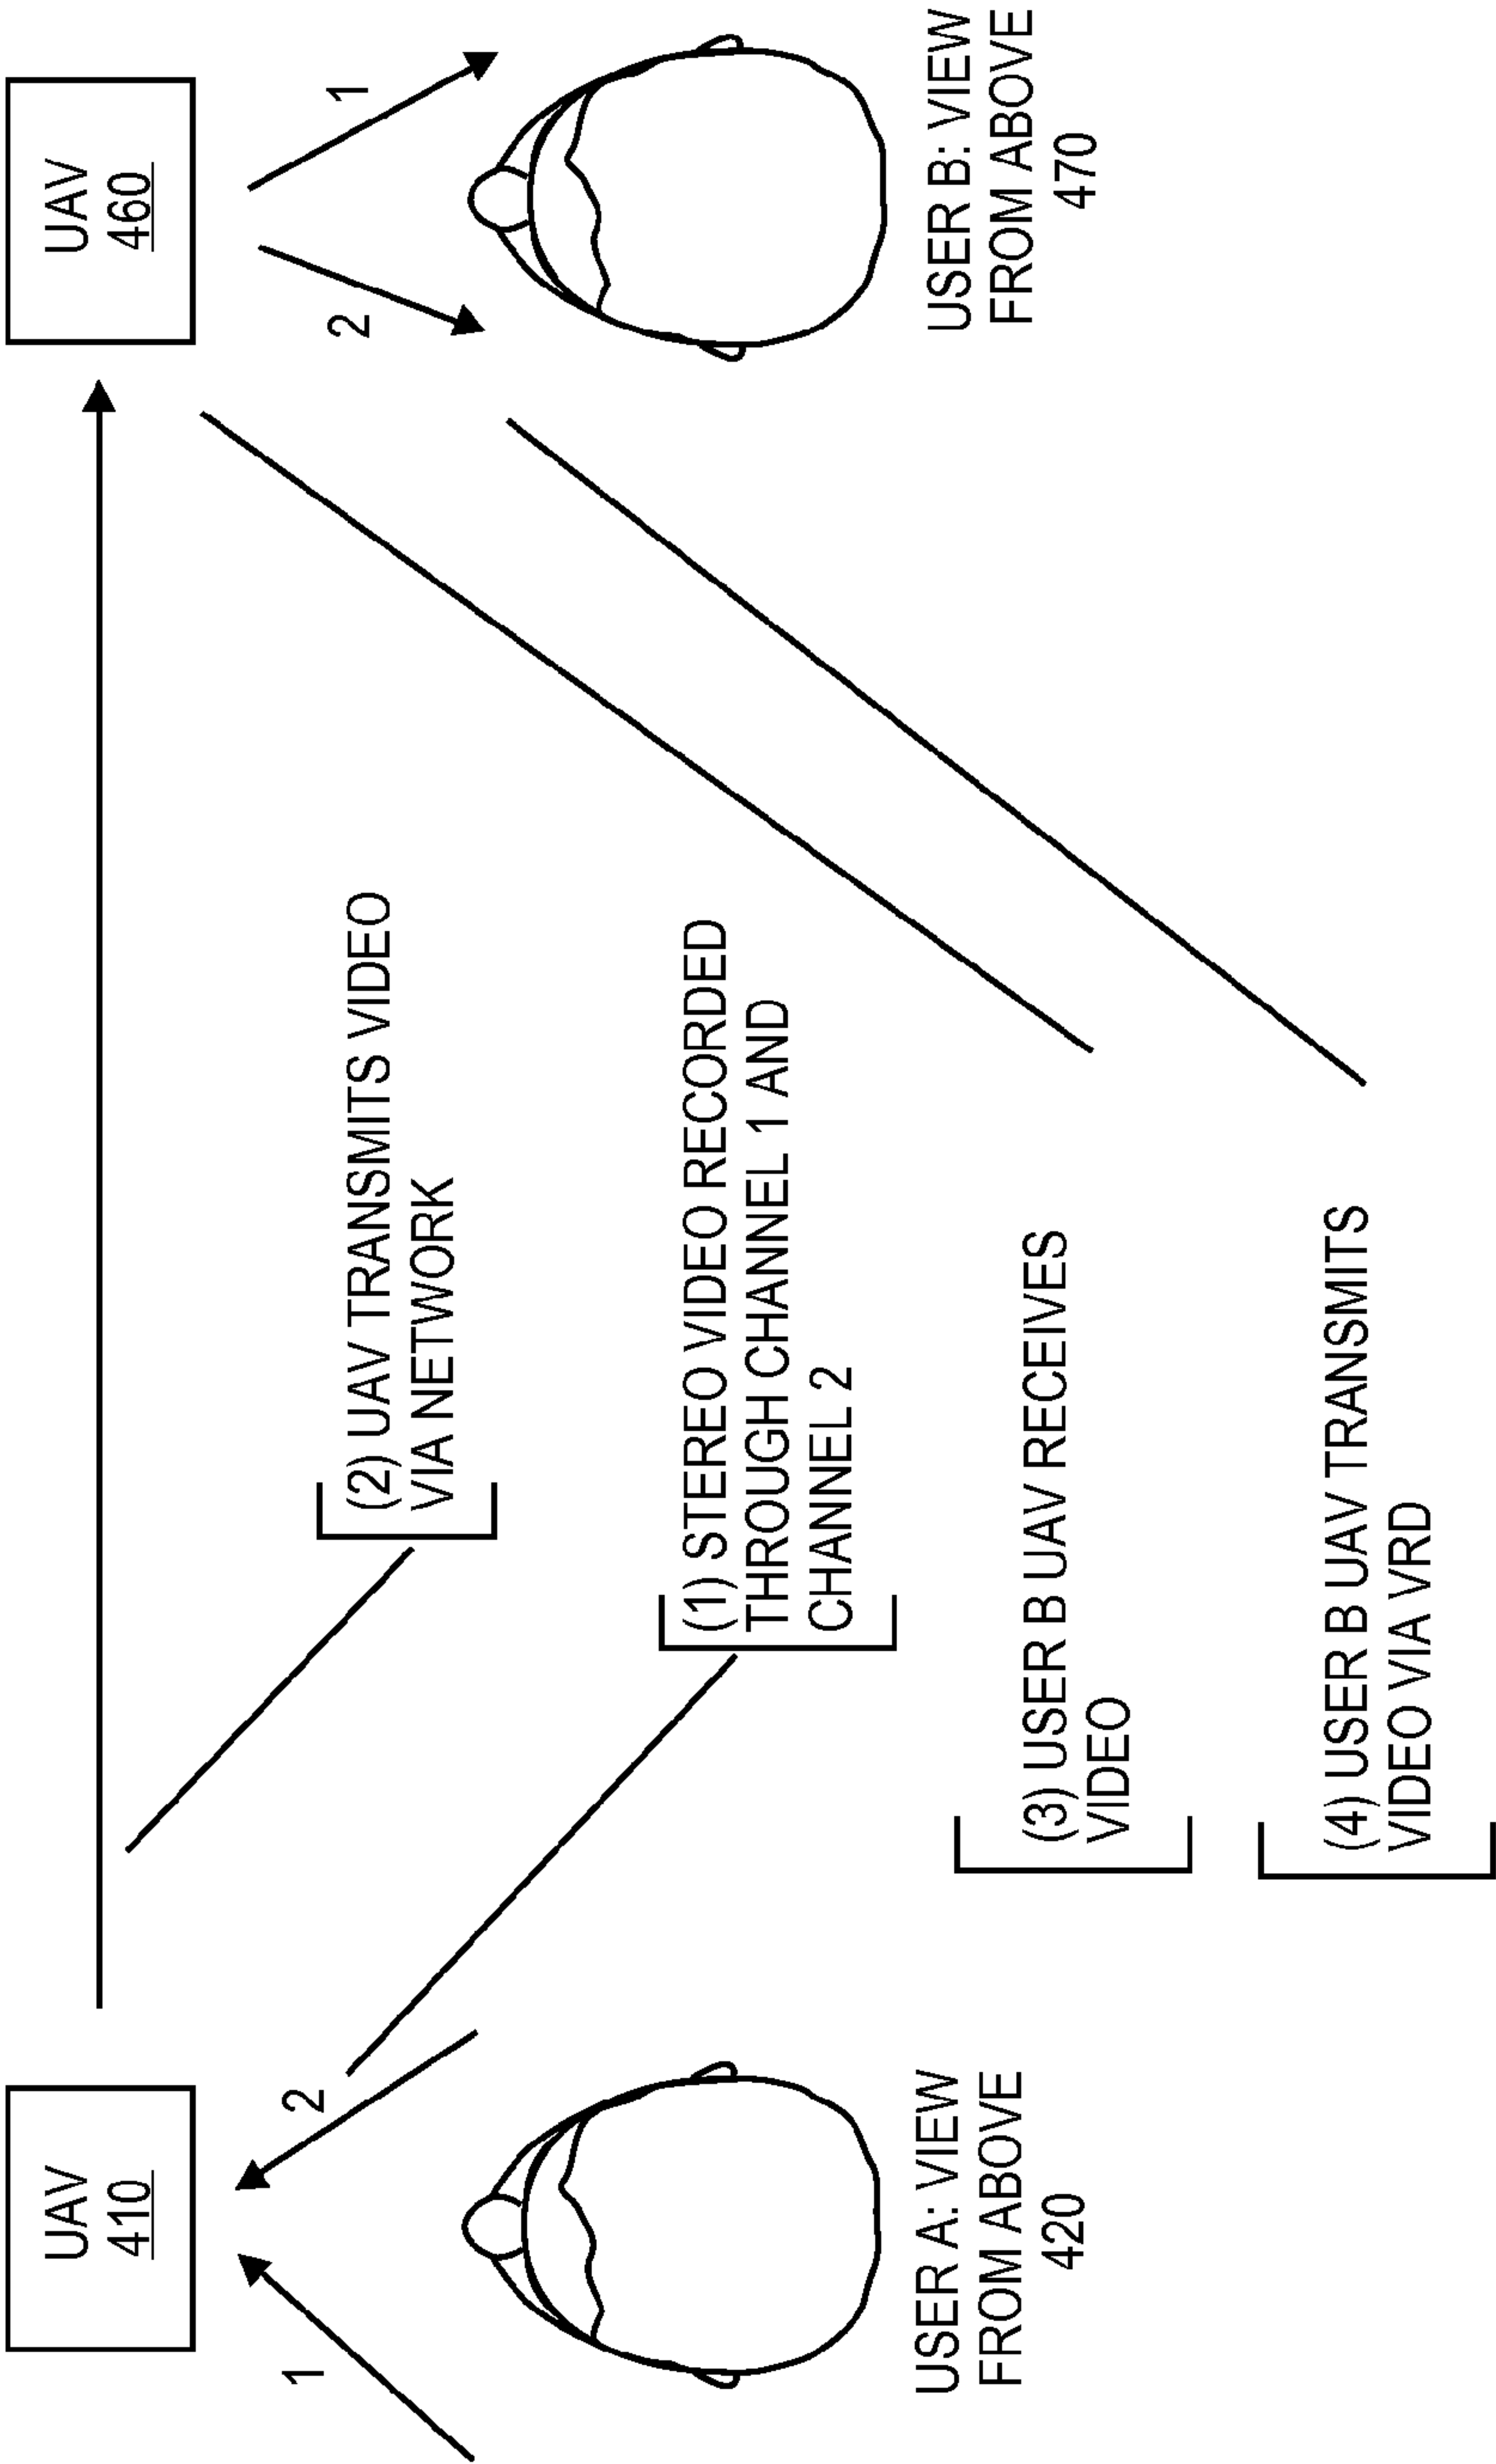 UAV
410
UAV
460
1
2
2
1
(2) UAV TRANSMITS VIDEO
VIA NETWORK
(1) STEREO VIDEO RECORDED
THROUGH CHANNEL 1 AND
CHANNEL 2
USER A: VIEW
FROM ABOVE
420
USER B: VIEW
FROM ABOVE
470
(3) USER B UAV RECEIVES
VIDEO
(4) USER B UAV TRANSMITS
VIDEO VIA VRD